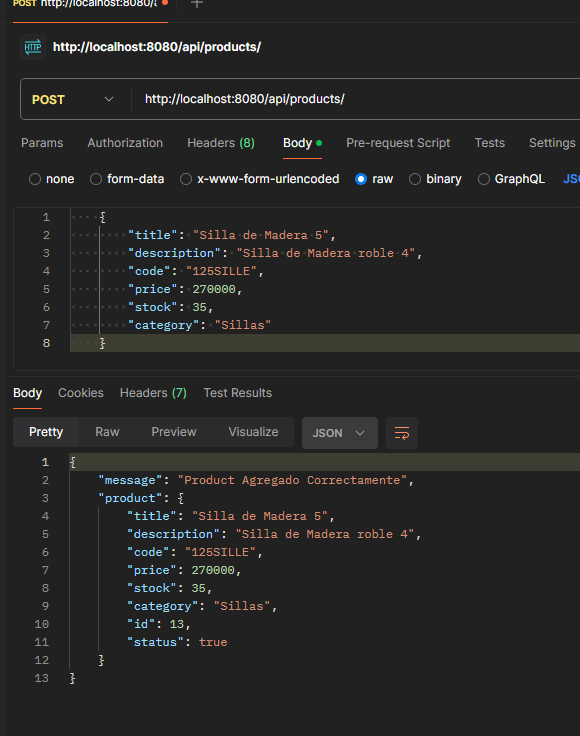 POST http://localhost:8080/{
HTTP http://localhost:8080/api/products/
POST http://localhost:8080/api/products/
Params Authorization Headers (8) Body Pre-request Script Tests Settings
none form-data x-www-form-urlencoded raw binary GraphQL JS
1 {
2 "title": "Silla de Madera 5",
3 "description": "Silla de Madera roble 4",
4 "code": "125SILLE",
5 "price": 270000,
6 "stock": 35,
7 "category": "Sillas"
8 }
Body Cookies Headers (7) Test Results
Pretty Raw Preview Visualize JSON
1 {
2 "message": "Product Agregado Correctamente",
3 "product": {
4 "title": "Silla de Madera 5",
5 "description": "Silla de Madera roble 4",
6 "code": "125SILLE",
7 "price": 270000,
8 "stock": 35,
9 "category": "Sillas",
10 "id": 13,
11 "status": true
12 }
13 }